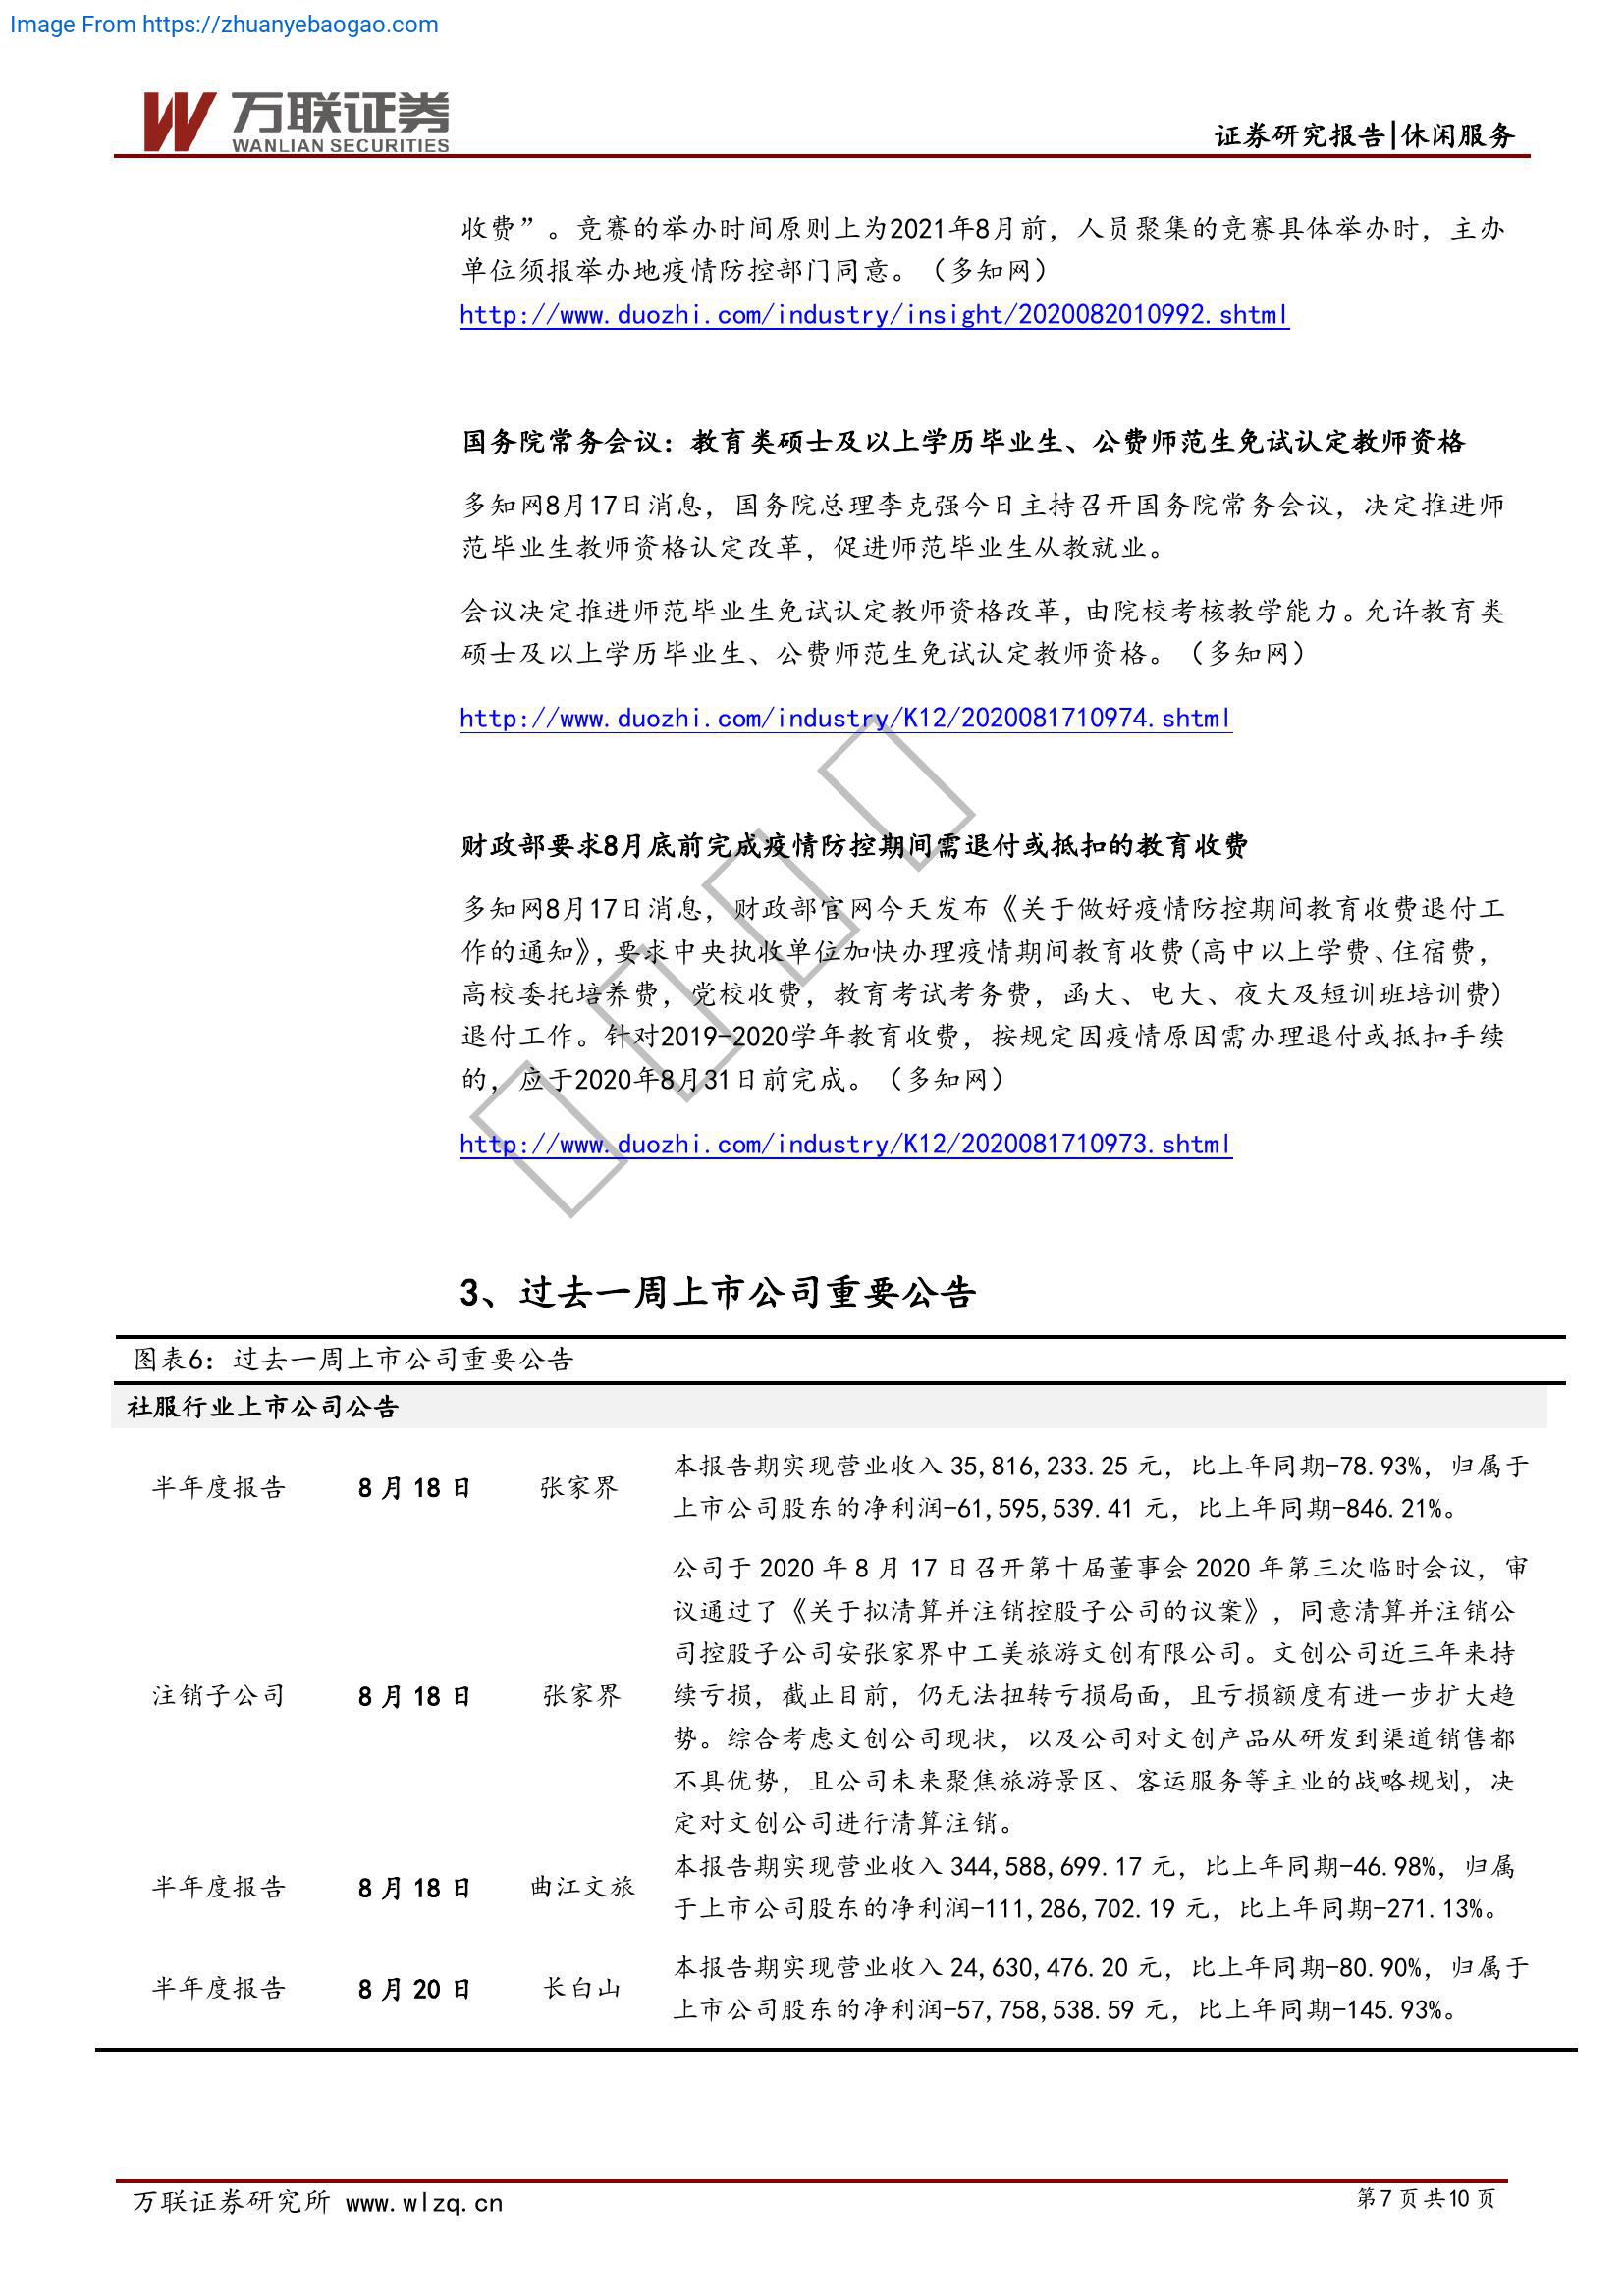 Image From https://zhuanyebaogao.com
万联证券
WANLIAN SECURITIES
证券研究报告|休闲服务
收费”。竞赛的举办时间原则上为2021年8月前，人员聚集的竞赛具体举办时，主办
单位须报举办地疫情防控部门同意。（多知网）
http://www.duozhi.com/industry/insight/2020082010992.shtml
国务院常务会议：教育类硕士及以上学历毕业生、公费师范生免试认定教师资格
多知网8月17日消息，国务院总理李克强今日主持召开国务院常务会议，决定推进师
范毕业生教师资格认定改革，促进师范毕业生从教就业。
会议决定推进师范毕业生免试认定教师资格改革，由院校考核教学能力。允许教育类
硕士及以上学历毕业生、公费师范生免试认定教师资格。（多知网）
http://www.duozhi.com/industry/K12/2020081710974.shtml
财政部要求8月底前完成疫情防控期间需退付或抵扣的教育收费
多知网8月17日消息，财政部官网今天发布《关于做好疫情防控期间教育收费退付工
作的通知》，要求中央执收单位加快办理疫情期间教育收费(高中以上学费、住宿费，
高校委托培养费，党校收费，教育考试考务费，函大、电大、夜大及短训班培训费)
退付工作。针对2019-2020学年教育收费，按规定因疫情原因需办理退付或抵扣手续
的，应于2020年8月31日前完成。（多知网）
http://www.duozhi.com/industry/K12/2020081710973.shtml
3、过去一周上市公司重要公告
图表6：过去一周上市公司重要公告
社服行业上市公司公告
半年度报告 8 月 18 日 张家界 本报告期实现营业收入 35,816,233.25 元，比上年同期-78.93%，归属于
上市公司股东的净利润-61,595,539.41 元，比上年同期-846.21%。
公司于 2020 年 8 月 17 日召开第十届董事会 2020 年第三次临时会议，审
议通过了《关于拟清算并注销控股子公司的议案》，同意清算并注销公
司控股子公司安张家界中工美旅游文创有限公司。文创公司近三年来持
注销子公司 8 月 18 日 张家界 续亏损，截止目前，仍无法扭转亏损局面，且亏损额度有进一步扩大趋
势。综合考虑文创公司现状，以及公司对文创产品从研发到渠道销售都
不具优势，且公司未来聚焦旅游景区、客运服务等主业的战略规划，决
定对文创公司进行清算注销。
半年度报告 8 月 18 日 曲江文旅 本报告期实现营业收入 344,588,699.17 元，比上年同期-46.98%，归属
于上市公司股东的净利润-111,286,702.19 元，比上年同期-271.13%。
半年度报告 8 月 20 日 长白山 本报告期实现营业收入 24,630,476.20 元，比上年同期-80.90%，归属于
上市公司股东的净利润-57,758,538.59 元，比上年同期-145.93%。
万联证券研究所 www.wlzq.cn
第 7 页 共 10 页